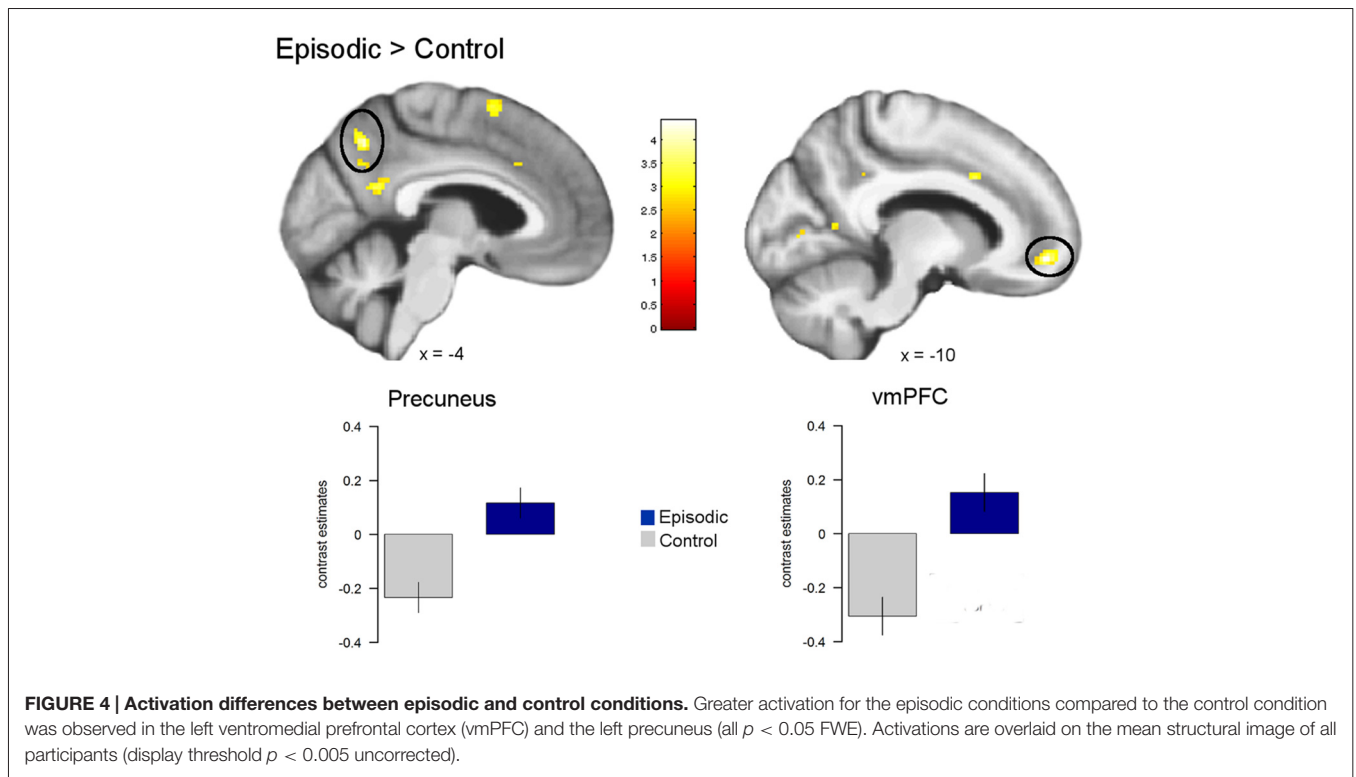 Episodic > Control
4
3.5
3
2.5
2
1.5
1
0.5
0
x = -4
x = -10
Precuneus
vmPFC
0.4
0.2
0
-0.2
-0.4
contrast estimates
Episodic
Control
0.4
0.2
0
-0.2
-0.4
contrast estimates
FIGURE 4 | Activation differences between episodic and control conditions. Greater activation for the episodic conditions compared to the control condition
was observed in the left ventromedial prefrontal cortex (vmPFC) and the left precuneus (all p < 0.05 FWE). Activations are overlaid on the mean structural image of all
participants (display threshold p < 0.005 uncorrected).